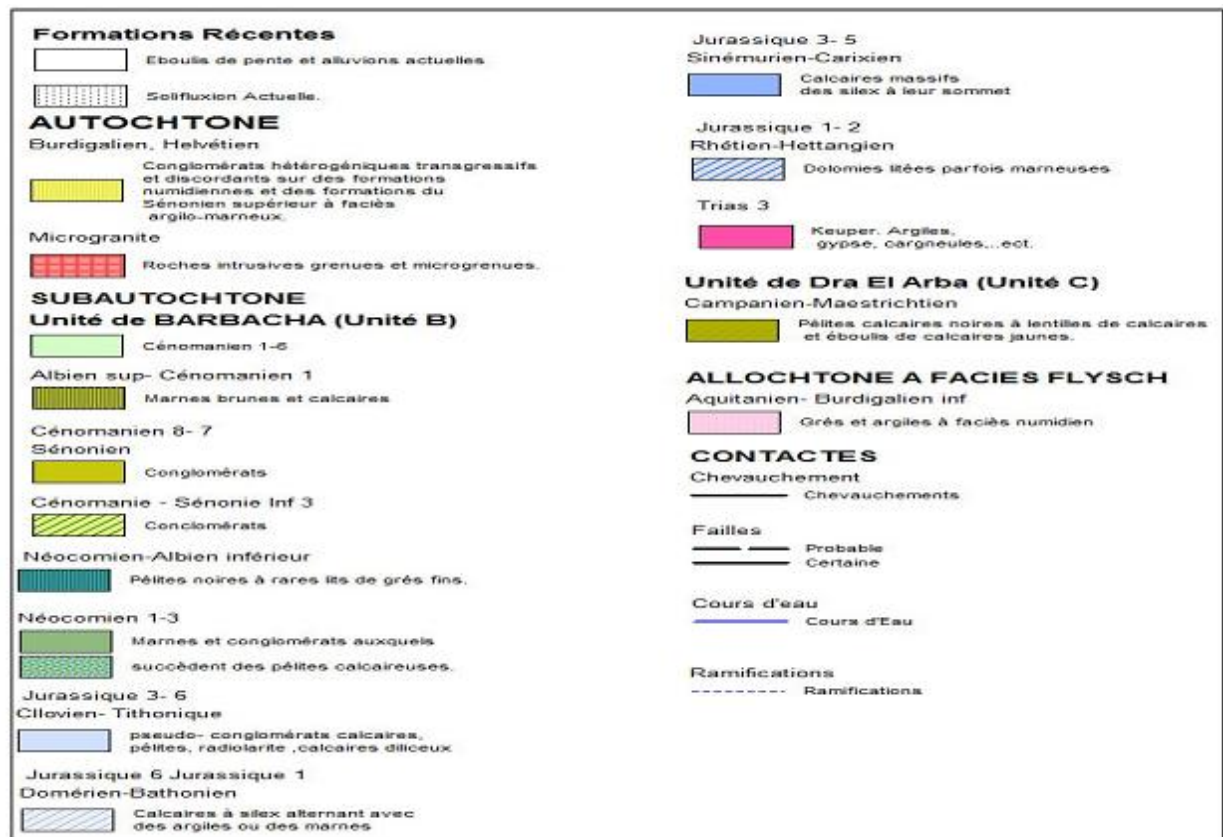 Formations Récentes
Eboulis de pente et alluvions actuelles
Solifluxion Actuelle.
AUTOCHTONE
Burdigalien, Helvétien
Conglomérats hétérogéniques transgressifs
et discordants sur des formations
numidiennes et des formations du
Sénonien supérieur à faciès
argilo-marneux.
Microgranite
Roches intrusives grenues et microgrenues.
SUBAUTOCHTONE
Unité de BARBACHA (Unité B)
Cénomanien 1-6
Albien sup- Cénomanien 1
Marnes brunes et calcaires
Cénomanien 8- 7
Sénonien
Conglomérats
Cénomanie - Sénonie Inf 3
Conclomérats
Néocomien-Albien inférieur
Pélites noires à rares lits de grés fins.
Néocomien 1-3
Marnes et conglomérats auxquels
succèdent des pélites calcaireuses.
Jurassique 3- 6
Cllovien- Tithonique
pseudo- conglomérats calcaires,
pélites, radiolarite ,calcaires diliceux
Jurassique 6 Jurassique 1
Domérien-Bathonien
Calcaires à silex alternant avec
des argiles ou des marnes
Jurassique 3- 5
Sinémurien-Carixien
Calcaires massifs
des silex à leur sommet
Jurassique 1- 2
Rhétien-Hettangien
Dolomies litées parfois marneuses
Trias 3
Keuper. Argiles,
gypse, cargneules,..ect.
Unité de Dra El Arba (Unité C)
Campanien-Maestrichtien
Pélites calcaires noires à lentilles de calcaires
et éboulis de calcaires jaunes.
ALLOCHTONE A FACIES FLYSCH
Aquitanien- Burdigalien inf
Grés et argiles à faciès numidien
CONTACTES
Chevauchement
Chevauchements
Failles
Probable
Certaine
Cours d'eau
Cours d'Eau
Ramifications
Ramifications